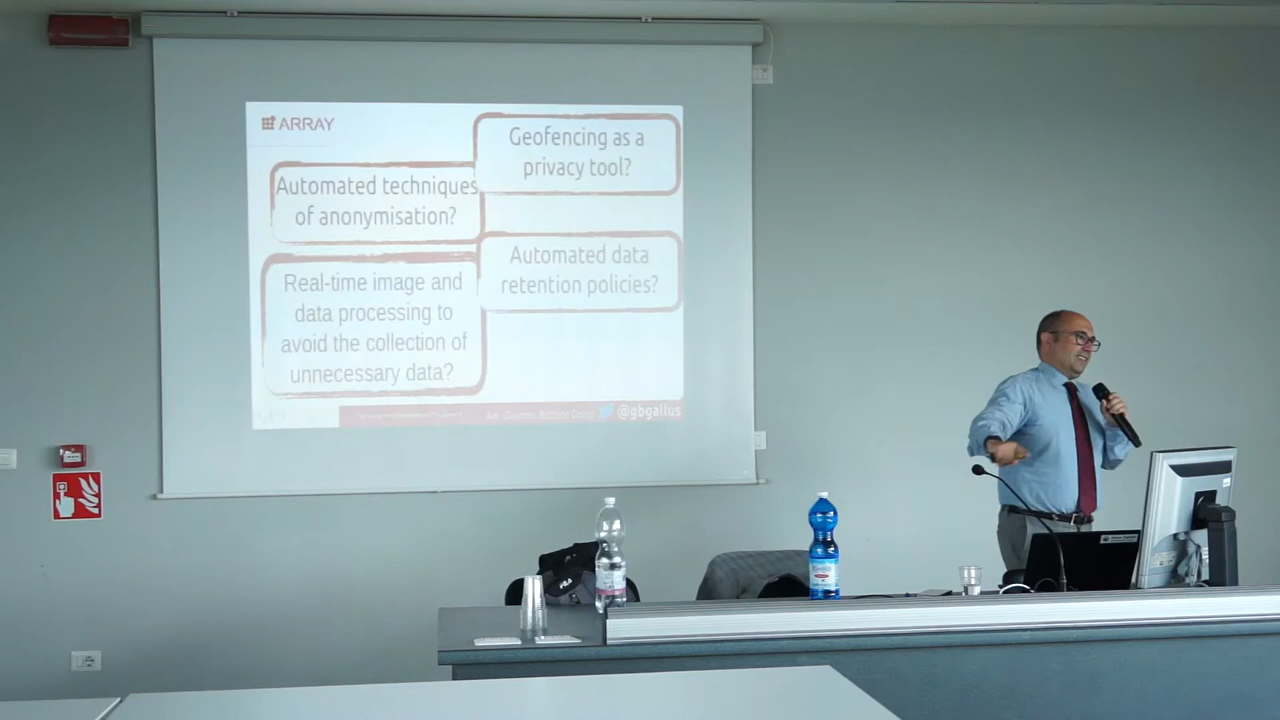 ARRAY
Geofencing as a
privacy tool?
Automated techniques
of anonymisation?
Automated data
retention policies?
Real-time image and
data processing to
avoid the collection of
unnecessary data?
@gbgallus
FILA